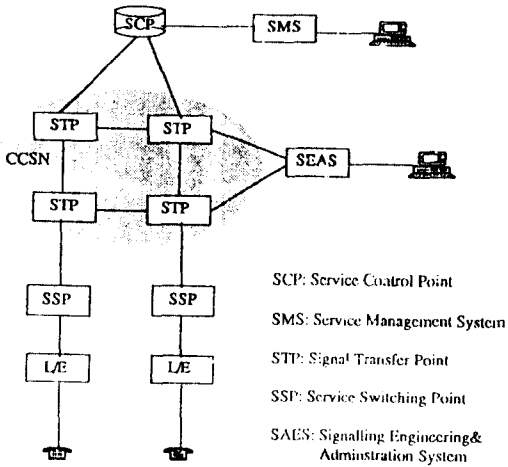 SCP
SMS
STP
STP
CCSN
SEAS
STP
STP
SSP
SSP
L/E
L/E
SCP: Service Control Point
SMS: Service Management System
STP: Signal Transfer Point
SSP: Service Switching Point
SAES: Signalling Engineering&
Adminstration System